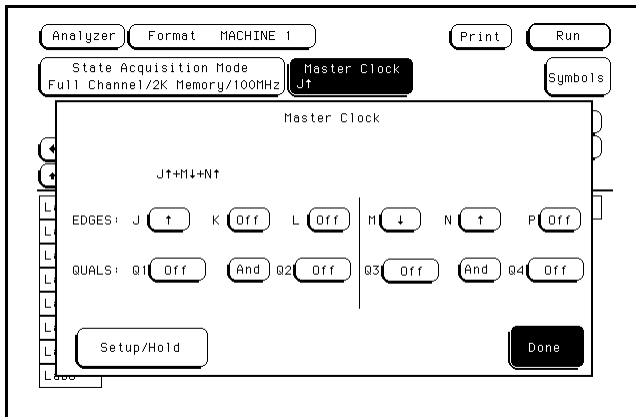 Analyzer Format MACHINE 1 Print Run
State Acquisition Mode
Full Channel/2K Memory/100MHz
Master Clock
J↑
Symbols
Master Clock
J↑+M↓+N↑
EDGES: J ↑ K Off L Off M ↓ N ↑ P Off
QUALS: Q1 Off And Q2 Off Q3 Off And Q4 Off
Setup/Hold Done